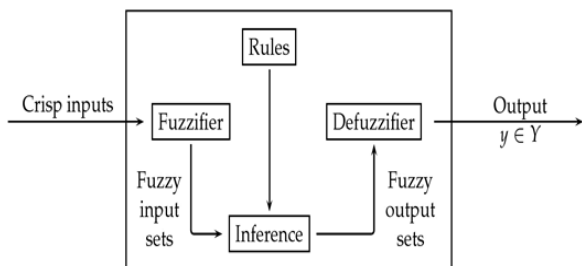 Rules
Crisp inputs
Fuzzifier
Defuzzifier
Output
y ∈ Y
Fuzzy
input
sets
Inference
Fuzzy
output
sets